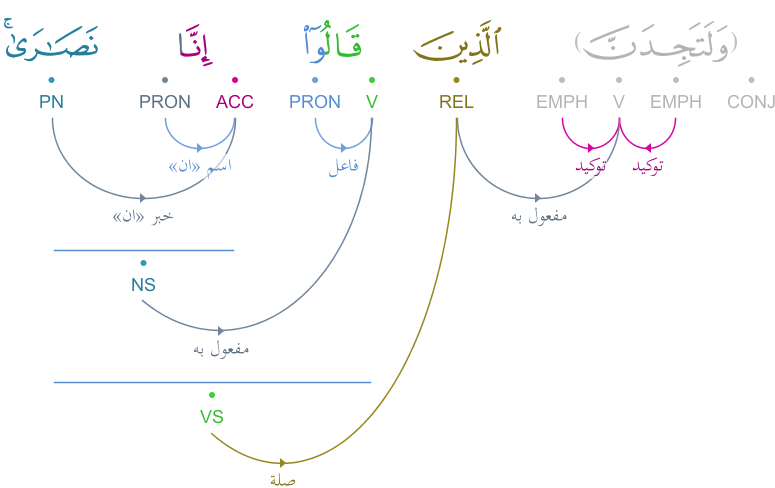 (وَلَتَجِدَنَّ) ٱلَّذِينَ قَالُوٓا۟ إِنَّا نَصَـٰرَىٰ ۚ
CONJ EMPH V EMPH REL V PRON ACC PRON PN
توكيد توكيد فاعل اسم «ان»
مفعول به خبر «ان»
NS
مفعول به
VS
صلة